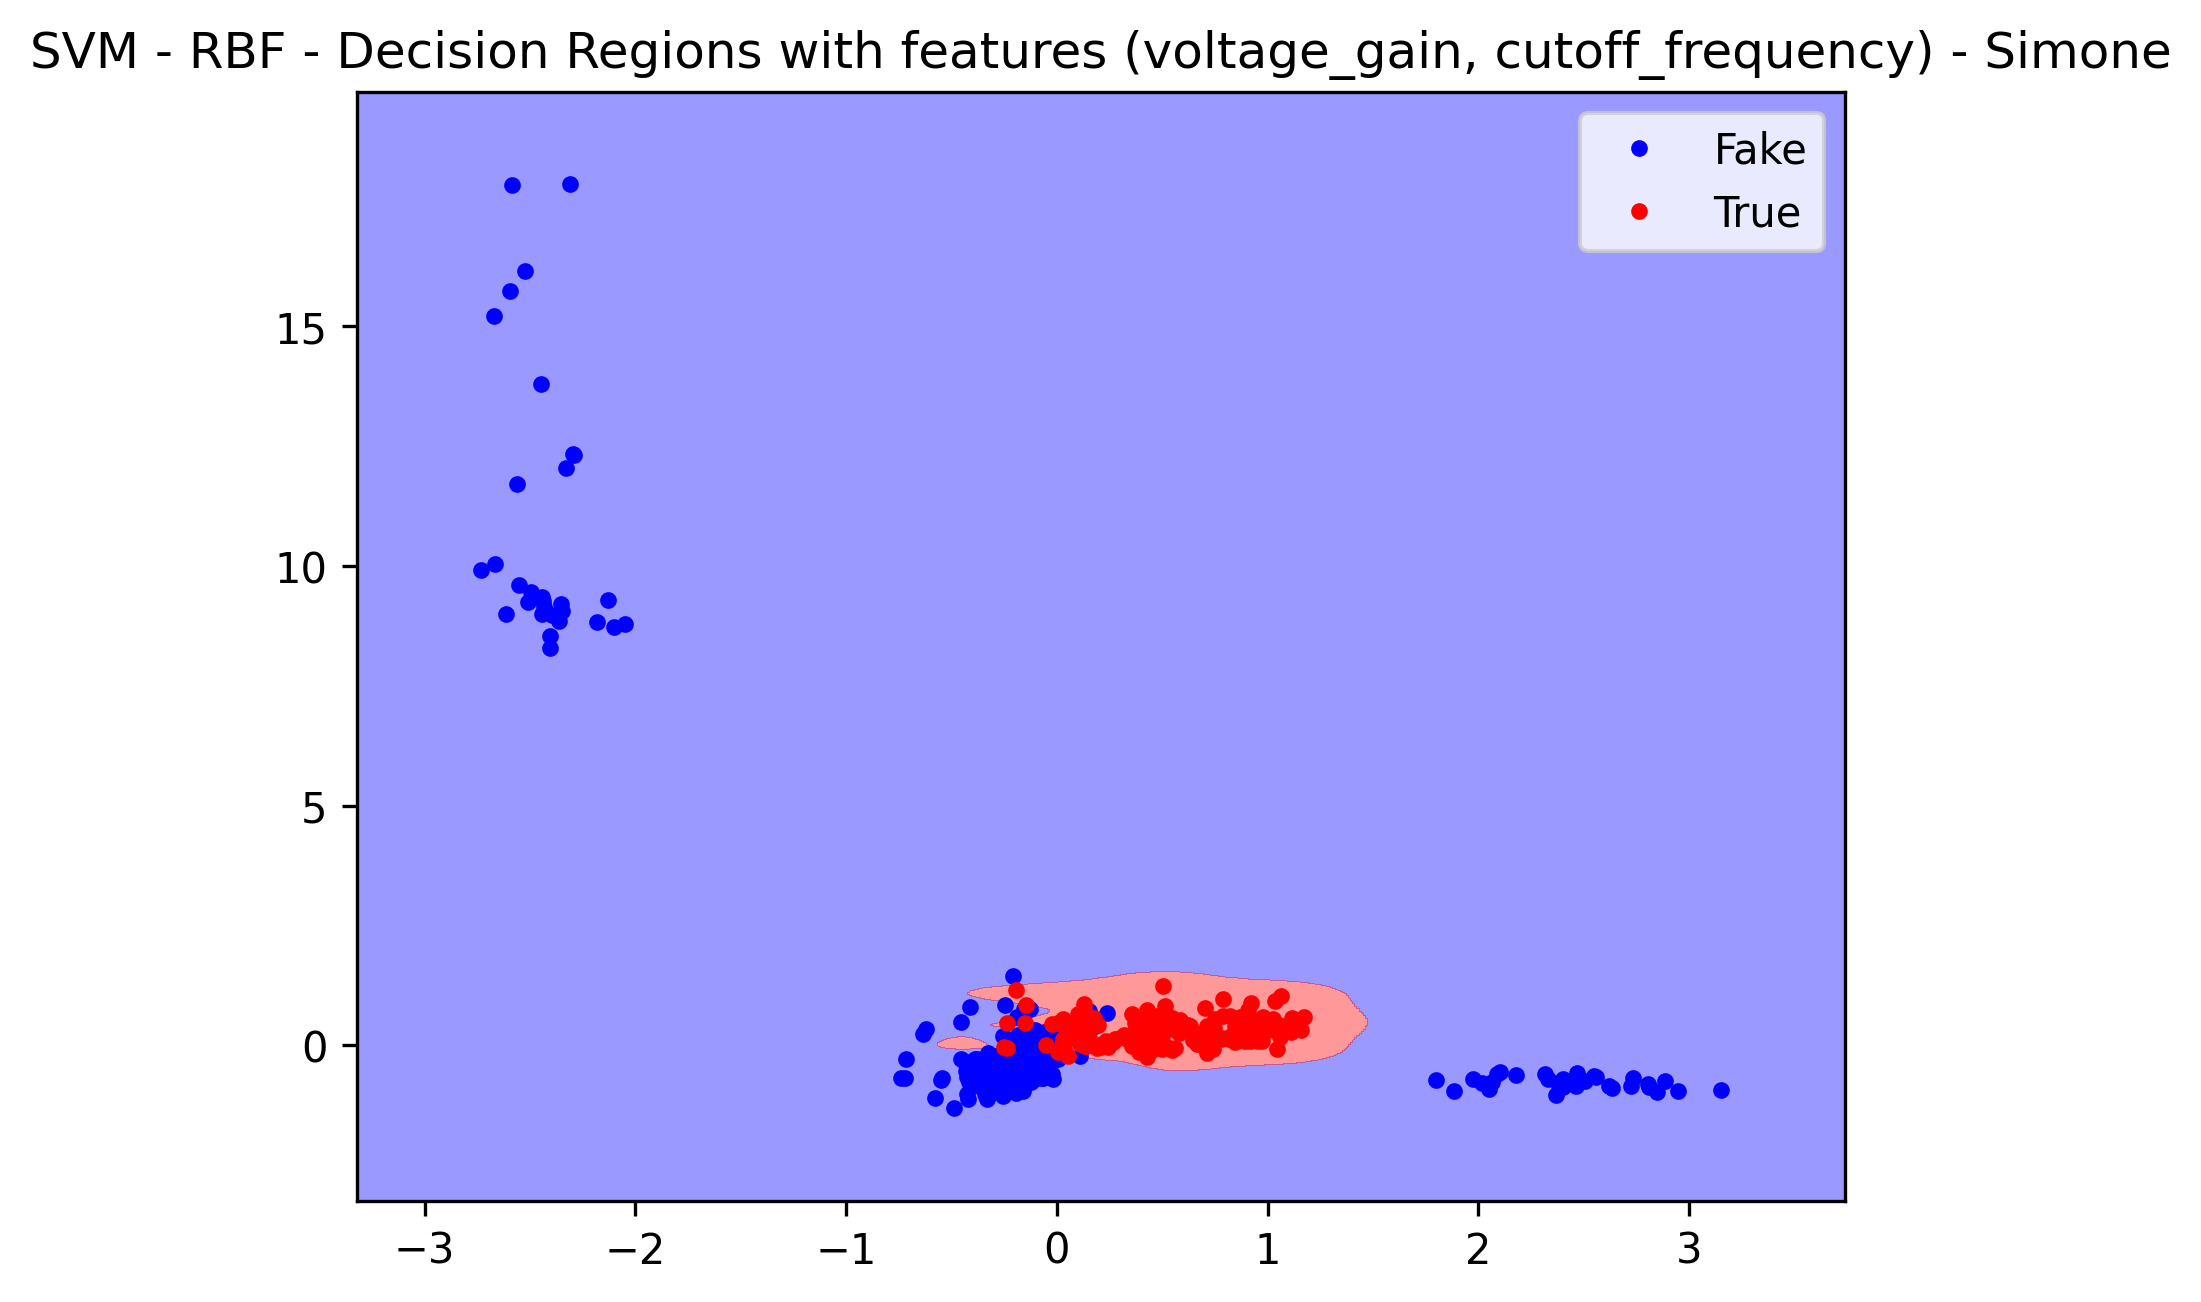 SVM - RBF - Decision Regions with features (voltage_gain, cutoff_frequency) - Simone
Fake
True
15
10
5
0
−3 −2 −1 0 1 2 3